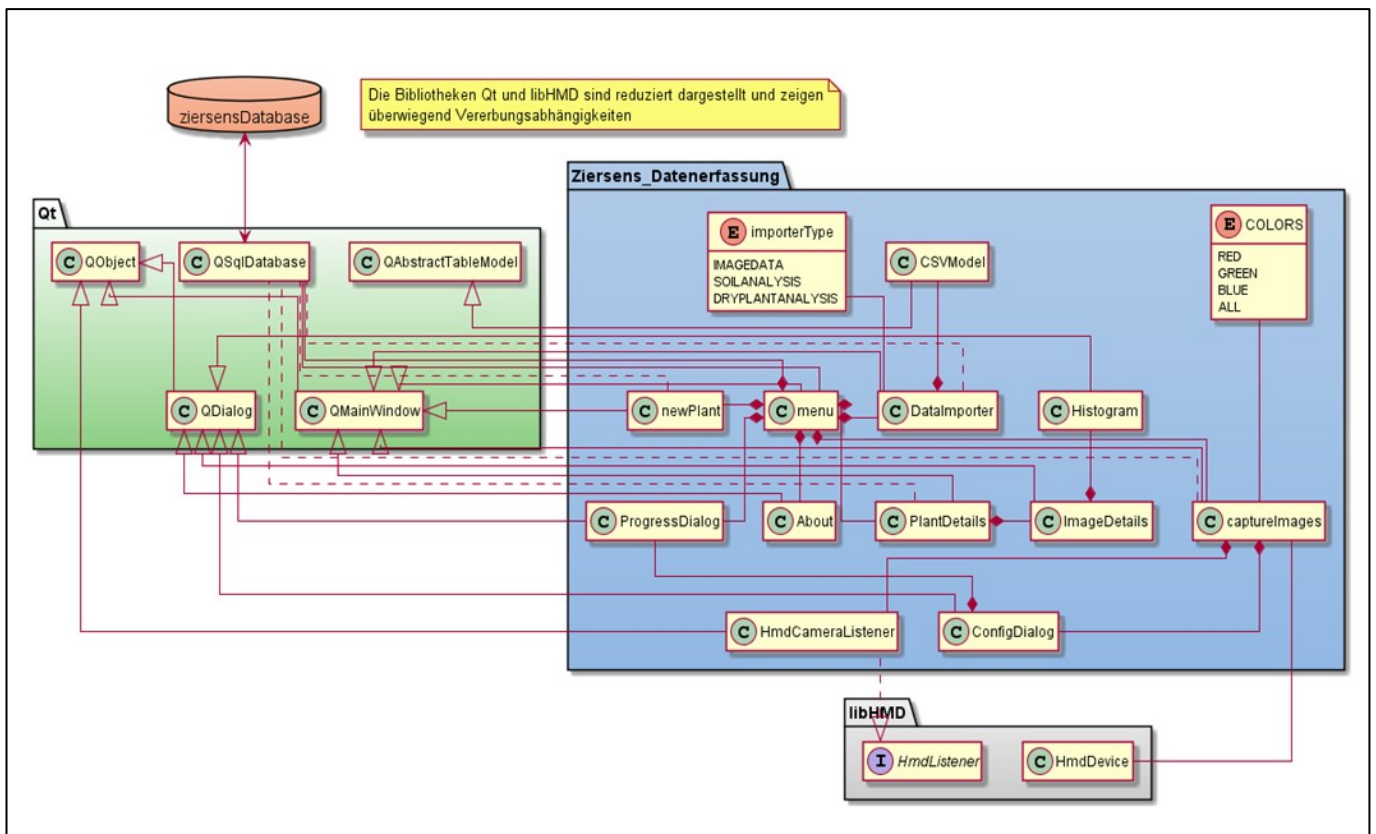 ziersensDatabase
Die Bibliotheken Qt und libHMD sind reduziert dargestellt und zeigen
überwiegend Vererbungsabhängigkeiten
Ziersens_Datenerfassung
Qt
E importerType
IMAGEDATA
SOILANALYSIS
DRYPLANTANALYSIS
E COLORS
RED
GREEN
BLUE
ALL
C QObject
C QSqlDatabase
C QAbstractTableModel
C CSVModel
C QDialog
C QMainWindow
C newPlant
C menu
C DataImporter
C Histogram
C ProgressDialog
C About
C PlantDetails
C ImageDetails
C captureImages
C HmdCameraListener
C ConfigDialog
libHMD
I HmdListener
C HmdDevice